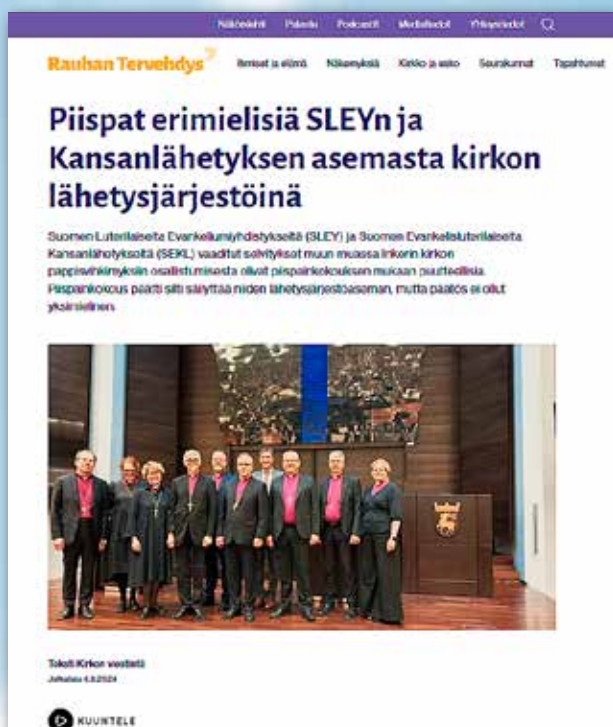 Näköislehti Palaute Podcastit Mediatiedot Yhteystiedot
Rauhan Tervehdys Ihmiset ja elämä Näkemyksiä Kirkko ja usko Seurakunnat Tapahtumat
Piispat erimielisiä SLEYn ja
Kansanlähetyksen asemasta kirkon
lähetysjärjestöinä
Suomen Luterilaiselta Evankeliumiyhdistykseltä (SLEY) ja Suomen Evankelisluterilaiselta
Kansanlähetykseltä (SEKL) vaaditut selvitykset muun muassa Inkerin kirkon
pappisvihkimyksiin osallistumisesta olivat piispainkokouksen mukaan puutteellisia.
Piispainkokous päätti silti säilyttää niiden lähetysjärjestöaseman, mutta päätös ei ollut
yksimielinen.
Teksti Kirkon viestintä
Julkaistu 4.9.2024
KUUNTELE